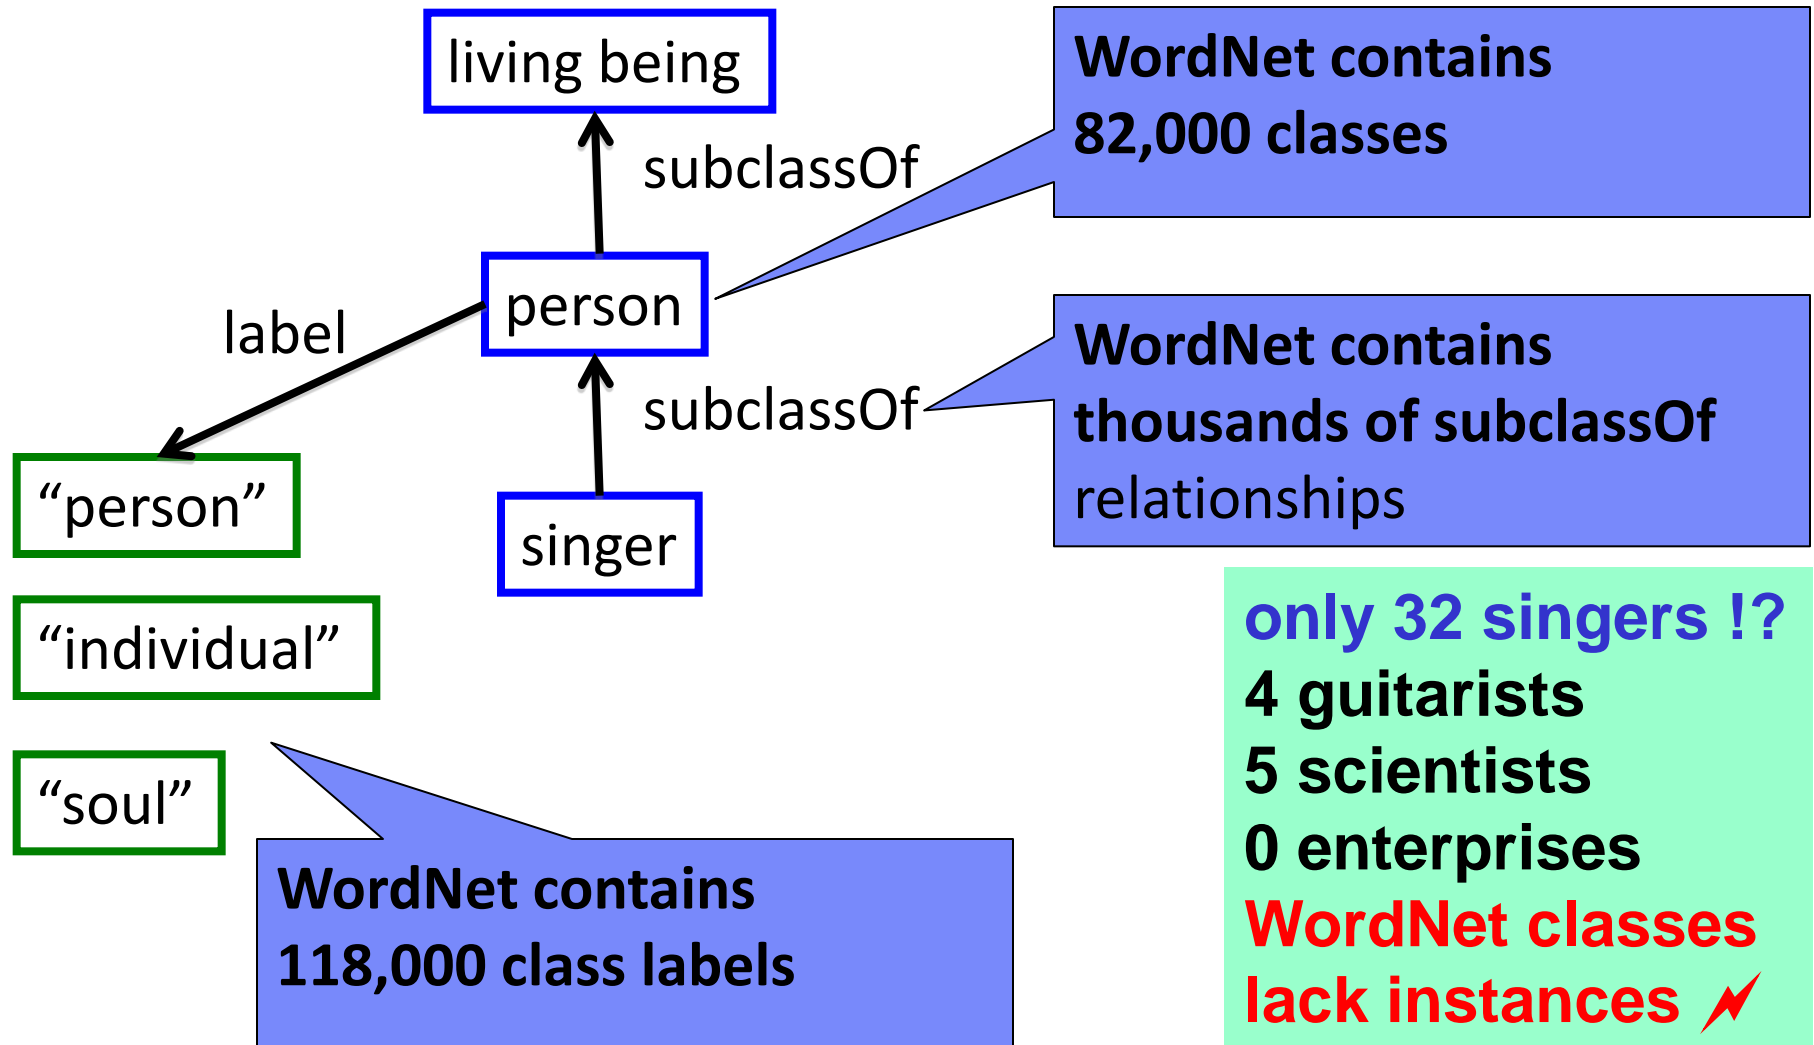 living being
subclassOf
person
label
subclassOf
singer
“person”
“individual”
“soul”
WordNet contains
82,000 classes
WordNet contains
thousands of subclassOf
relationships
WordNet contains
118,000 class labels
only 32 singers !?
4 guitarists
5 scientists
0 enterprises
WordNet classes
lack instances